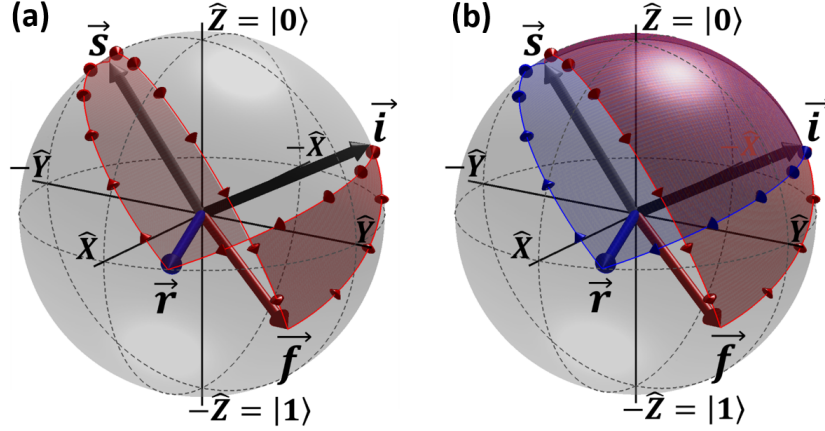 (a)
Ẑ = |0⟩
s⃗
i⃗
−X̂
−Ŷ
X̂
Ŷ
r⃗
f⃗
−Ẑ = |1⟩
(b)
Ẑ = |0⟩
s⃗
i⃗
−X̂
−Ŷ
X̂
Ŷ
r⃗
f⃗
−Ẑ = |1⟩